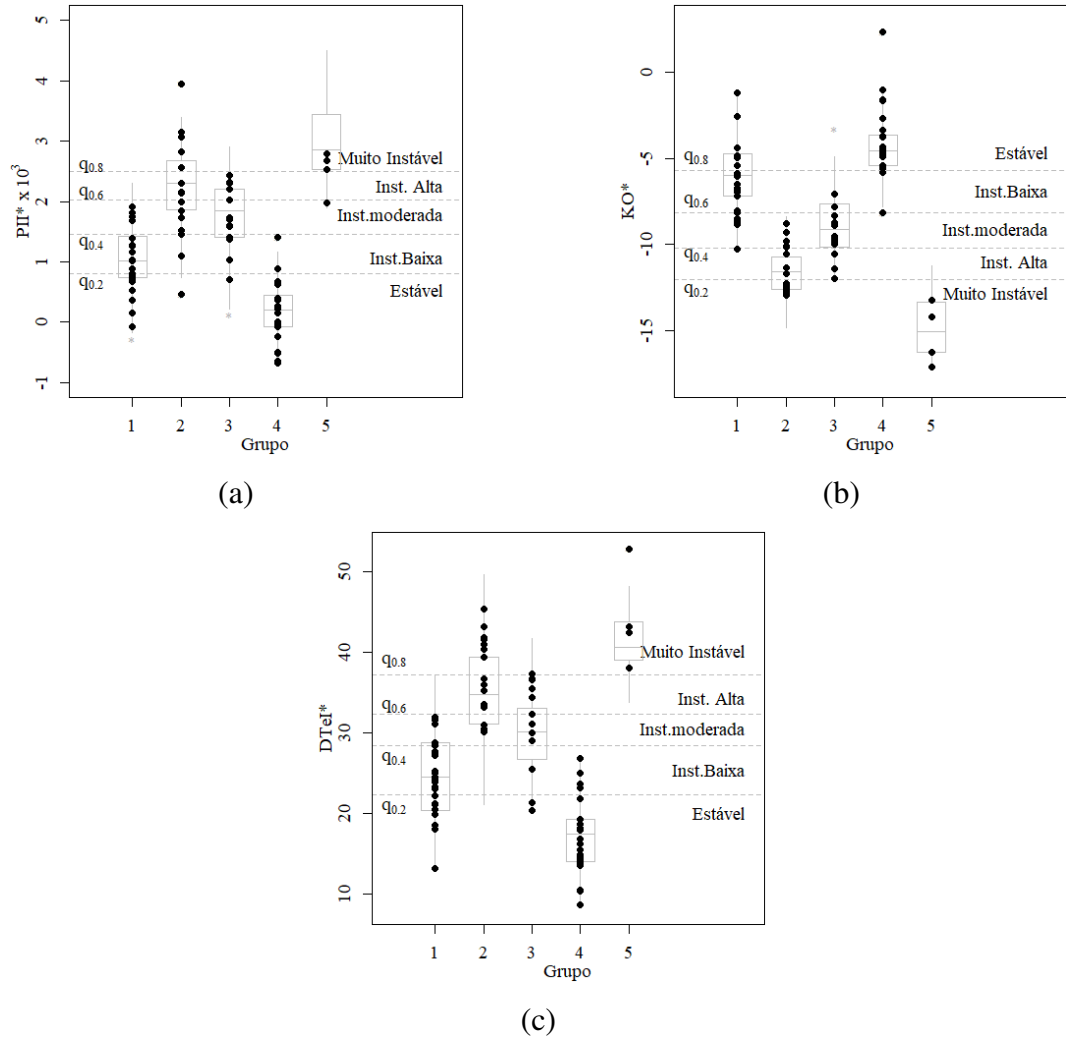 5
4
3
2
1
0
-1
PII* x 10³
q0.8
q0.6
q0.4
q0.2
Muito Instável
Inst. Alta
Inst.moderada
Inst.Baixa
Estável
1 2 3 4 5
Grupo
(a)
0
-5
-10
-15
KO*
q0.8
q0.6
q0.4
q0.2
Estável
Inst.Baixa
Inst.moderada
Inst. Alta
Muito Instável
1 2 3 4 5
Grupo
(b)
50
40
30
20
10
DTeI*
q0.8
q0.6
q0.4
q0.2
Muito Instável
Inst. Alta
Inst.moderada
Inst.Baixa
Estável
1 2 3 4 5
Grupo
(c)